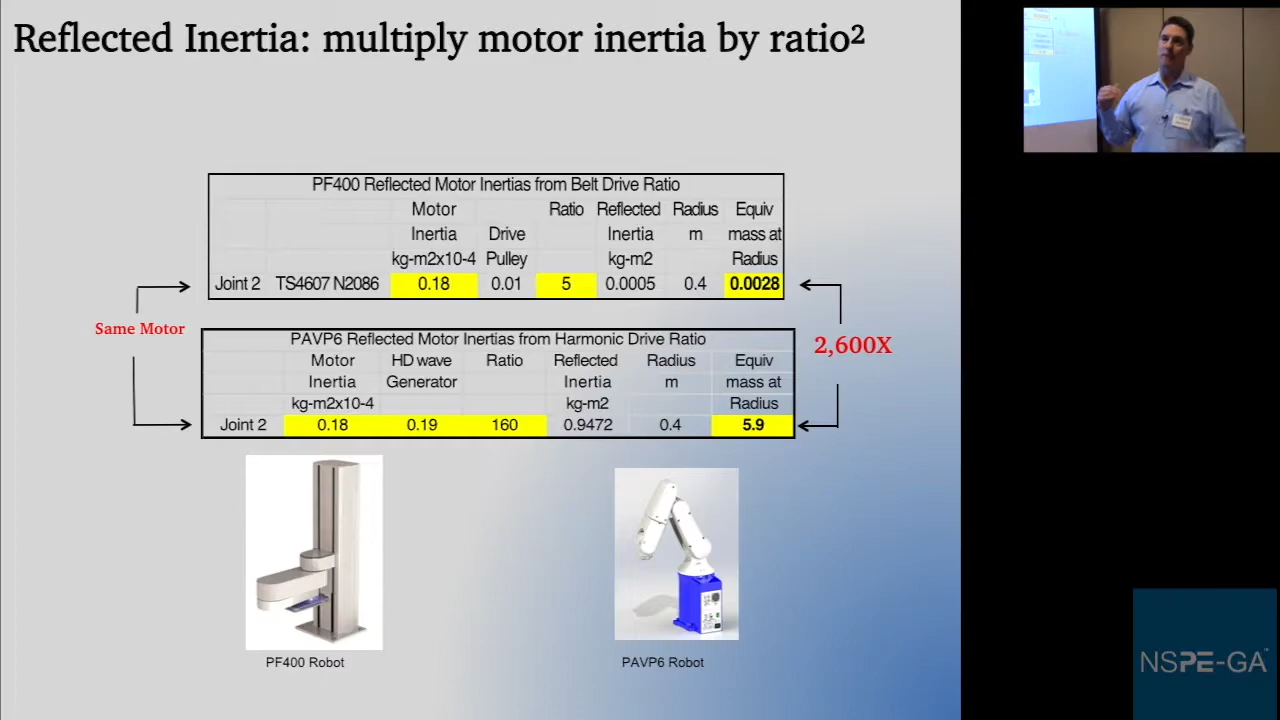 Reflected Inertia: multiply motor inertia by ratio²
PF400 Reflected Motor Inertias from Belt Drive Ratio
Motor Ratio Reflected Radius Equiv
Inertia Drive Inertia m mass at
kg-m2x10-4 Pulley kg-m2 Radius
Joint 2 TS4607 N2086 0.18 0.01 5 0.0005 0.4 0.0028
Same Motor
2,600X
PAVP6 Reflected Motor Inertias from Harmonic Drive Ratio
Motor HD wave Ratio Reflected Radius Equiv
Inertia Generator Inertia m mass at
kg-m2x10-4 kg-m2 Radius
Joint 2 0.18 0.19 160 0.9472 0.4 5.9
PF400 Robot
PAVP6 Robot
NSPE-GA